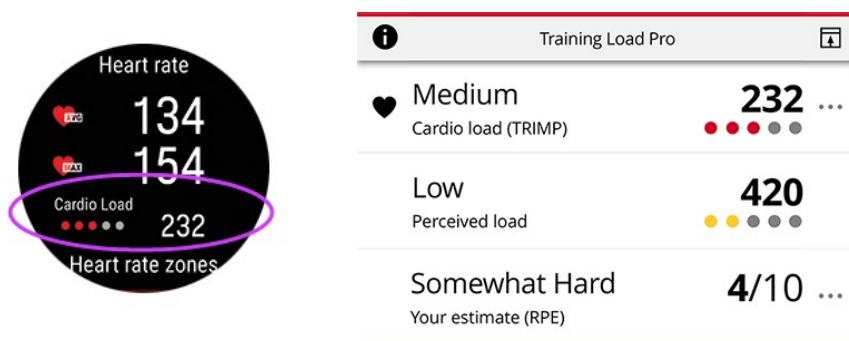 Heart rate
AVG 134
MAX 154
Cardio Load
232
Heart rate zones
Training Load Pro
Medium 232
Cardio load (TRIMP)
Low 420
Perceived load
Somewhat Hard 4/10
Your estimate (RPE)